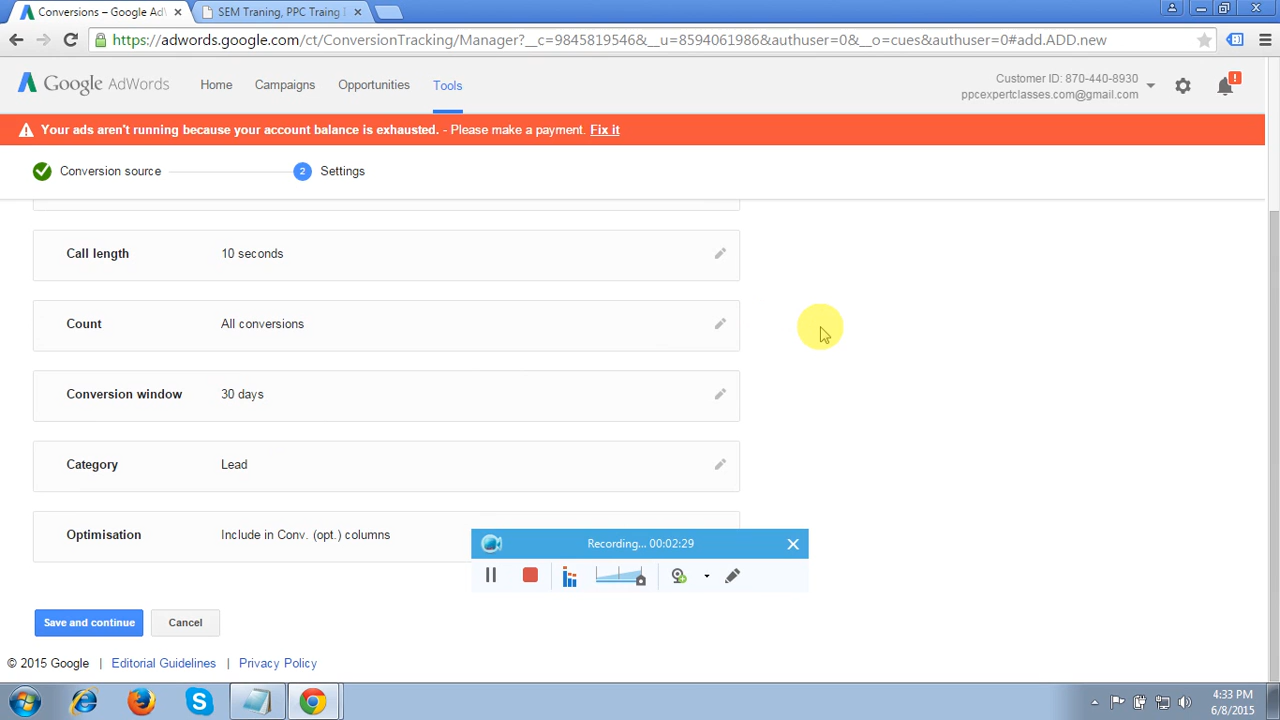 Conversions – Google Ad
SEM Traning, PPC Traing
https://adwords.google.com/ct/ConversionTracking/Manager?__c=9845819546&__u=8594061986&authuser=0&__o=cues&authuser=0#add.ADD.new
Google AdWords
Home
Campaigns
Opportunities
Tools
Customer ID: 870-440-8930
ppcexpertclasses.com@gmail.com
!
Your ads aren't running because your account balance is exhausted. - Please make a payment. Fix it
Conversion source
2 Settings
Call length 10 seconds
Count All conversions
Conversion window 30 days
Category Lead
Optimisation Include in Conv. (opt.) columns
Recording... 00:02:29
Save and continue
Cancel
© 2015 Google | Editorial Guidelines | Privacy Policy
4:33 PM
6/8/2015